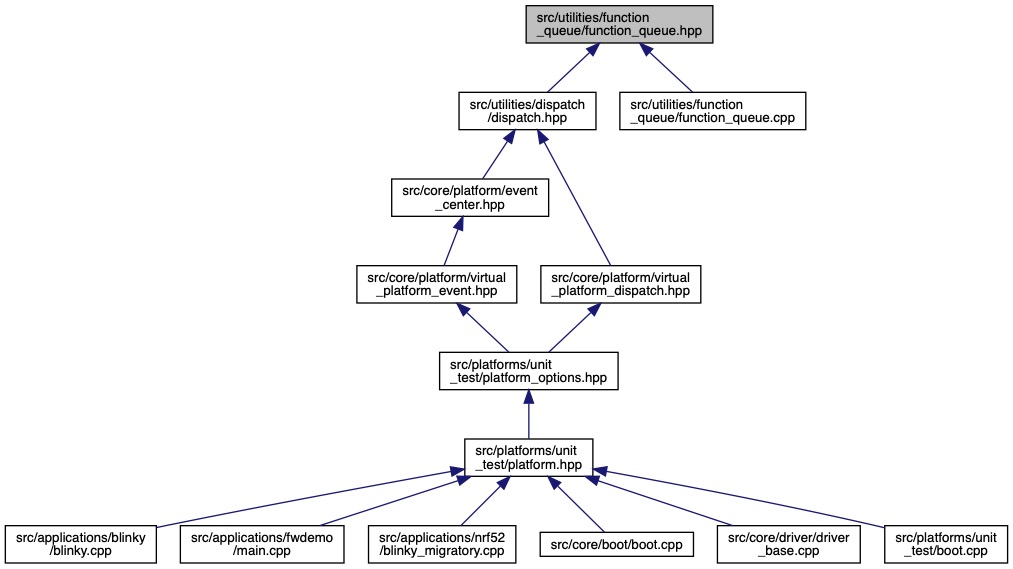 src/utilities/function
_queue/function_queue.hpp
src/utilities/dispatch
/dispatch.hpp
src/utilities/function
_queue/function_queue.cpp
src/core/platform/event
_center.hpp
src/core/platform/virtual
_platform_event.hpp
src/core/platform/virtual
_platform_dispatch.hpp
src/platforms/unit
_test/platform_options.hpp
src/platforms/unit
_test/platform.hpp
src/applications/blinky
/blinky.cpp
src/applications/fwdemo
/main.cpp
src/applications/nrf52
/blinky_migratory.cpp
src/core/boot/boot.cpp
src/core/driver/driver
_base.cpp
src/platforms/unit
_test/boot.cpp